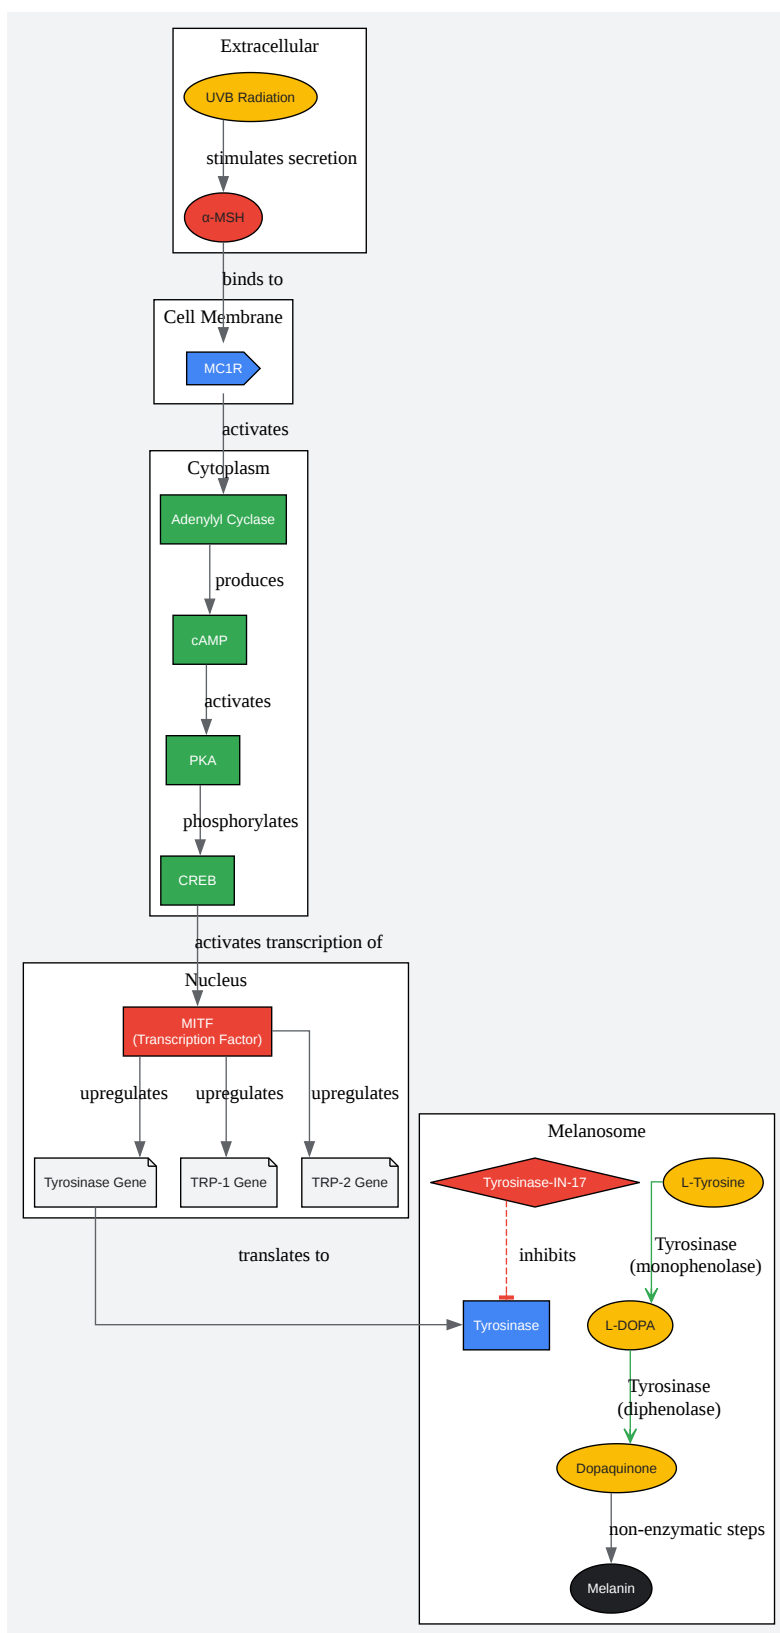 Extracellular
UVB Radiation
stimulates secretion
α-MSH
binds to
Cell Membrane
MC1R
activates
Cytoplasm
Adenylyl Cyclase
produces
cAMP
activates
PKA
phosphorylates
CREB
activates transcription of
Nucleus
MITF
(Transcription Factor)
upregulates
upregulates
upregulates
Tyrosinase Gene
TRP-1 Gene
TRP-2 Gene
translates to
Melanosome
Tyrosinase-IN-17
L-Tyrosine
inhibits
Tyrosinase
(monophenolase)
Tyrosinase
L-DOPA
Tyrosinase
(diphenolase)
Dopaquinone
non-enzymatic steps
Melanin